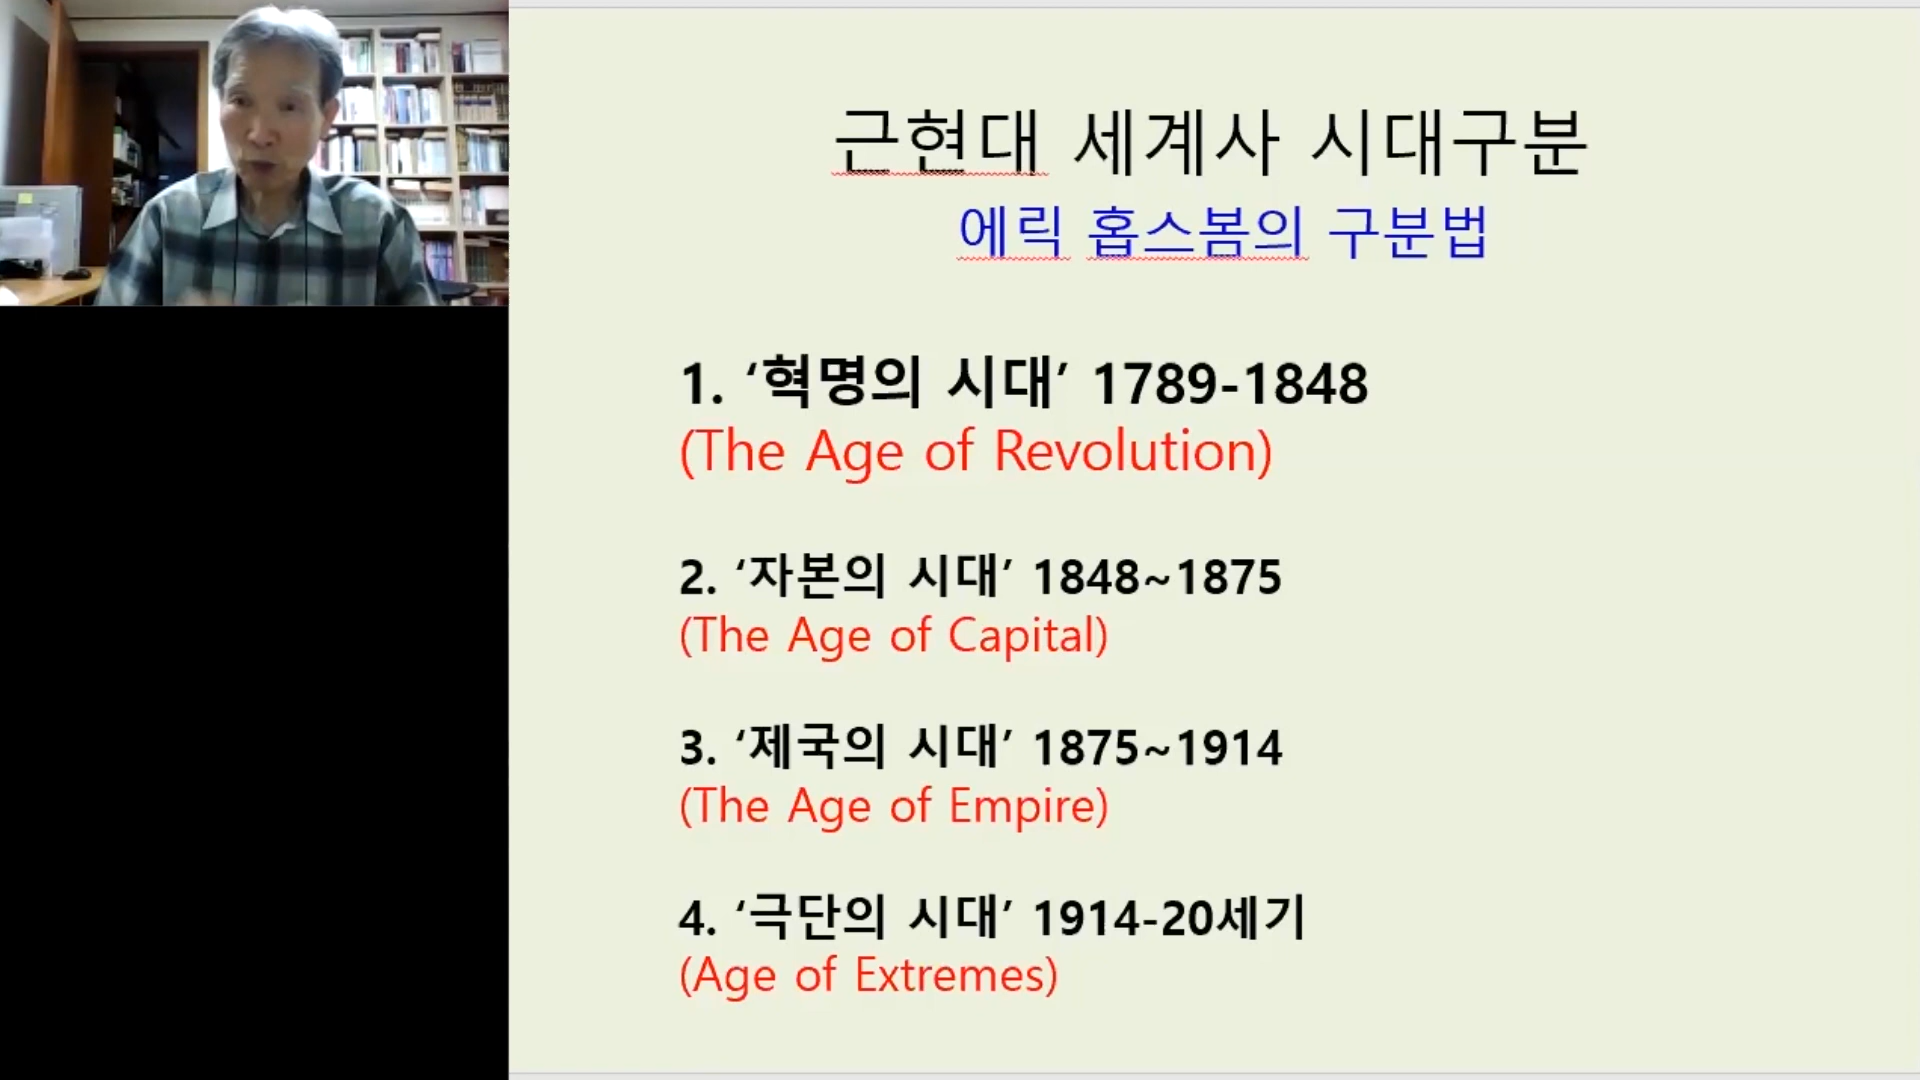 근현대 세계사 시대구분
에릭 홉스봄의 구분법
1. ‘혁명의 시대’ 1789-1848
(The Age of Revolution)
2. ‘자본의 시대’ 1848~1875
(The Age of Capital)
3. ‘제국의 시대’ 1875~1914
(The Age of Empire)
4. ‘극단의 시대’ 1914-20세기
(Age of Extremes)